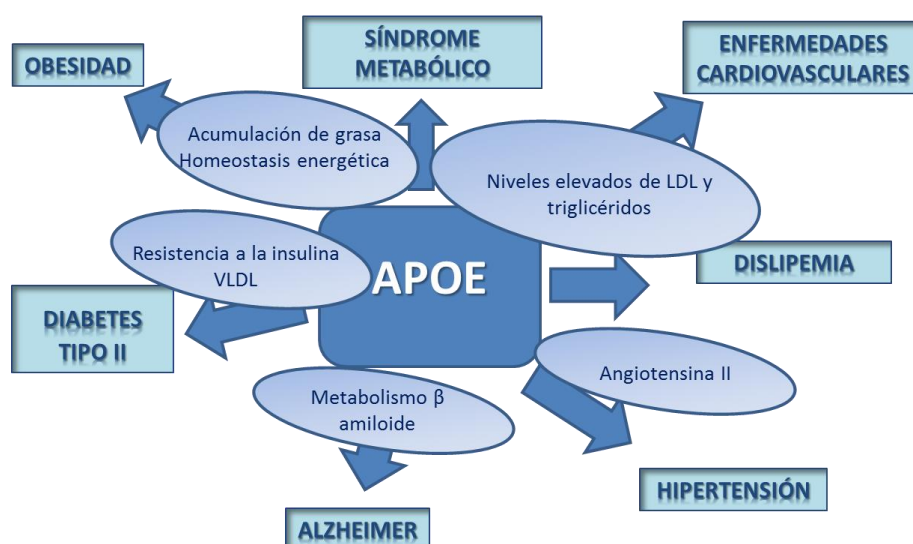 SÍNDROME
METABÓLICO
ENFERMEDADES
CARDIOVASCULARES
OBESIDAD
Acumulación de grasa
Homeostasis energética
Niveles elevados de LDL y
triglicéridos
Resistencia a la insulina
VLDL
APOE
DISLIPEMIA
DIABETES
TIPO II
Angiotensina II
Metabolismo β
amiloide
HIPERTENSIÓN
ALZHEIMER